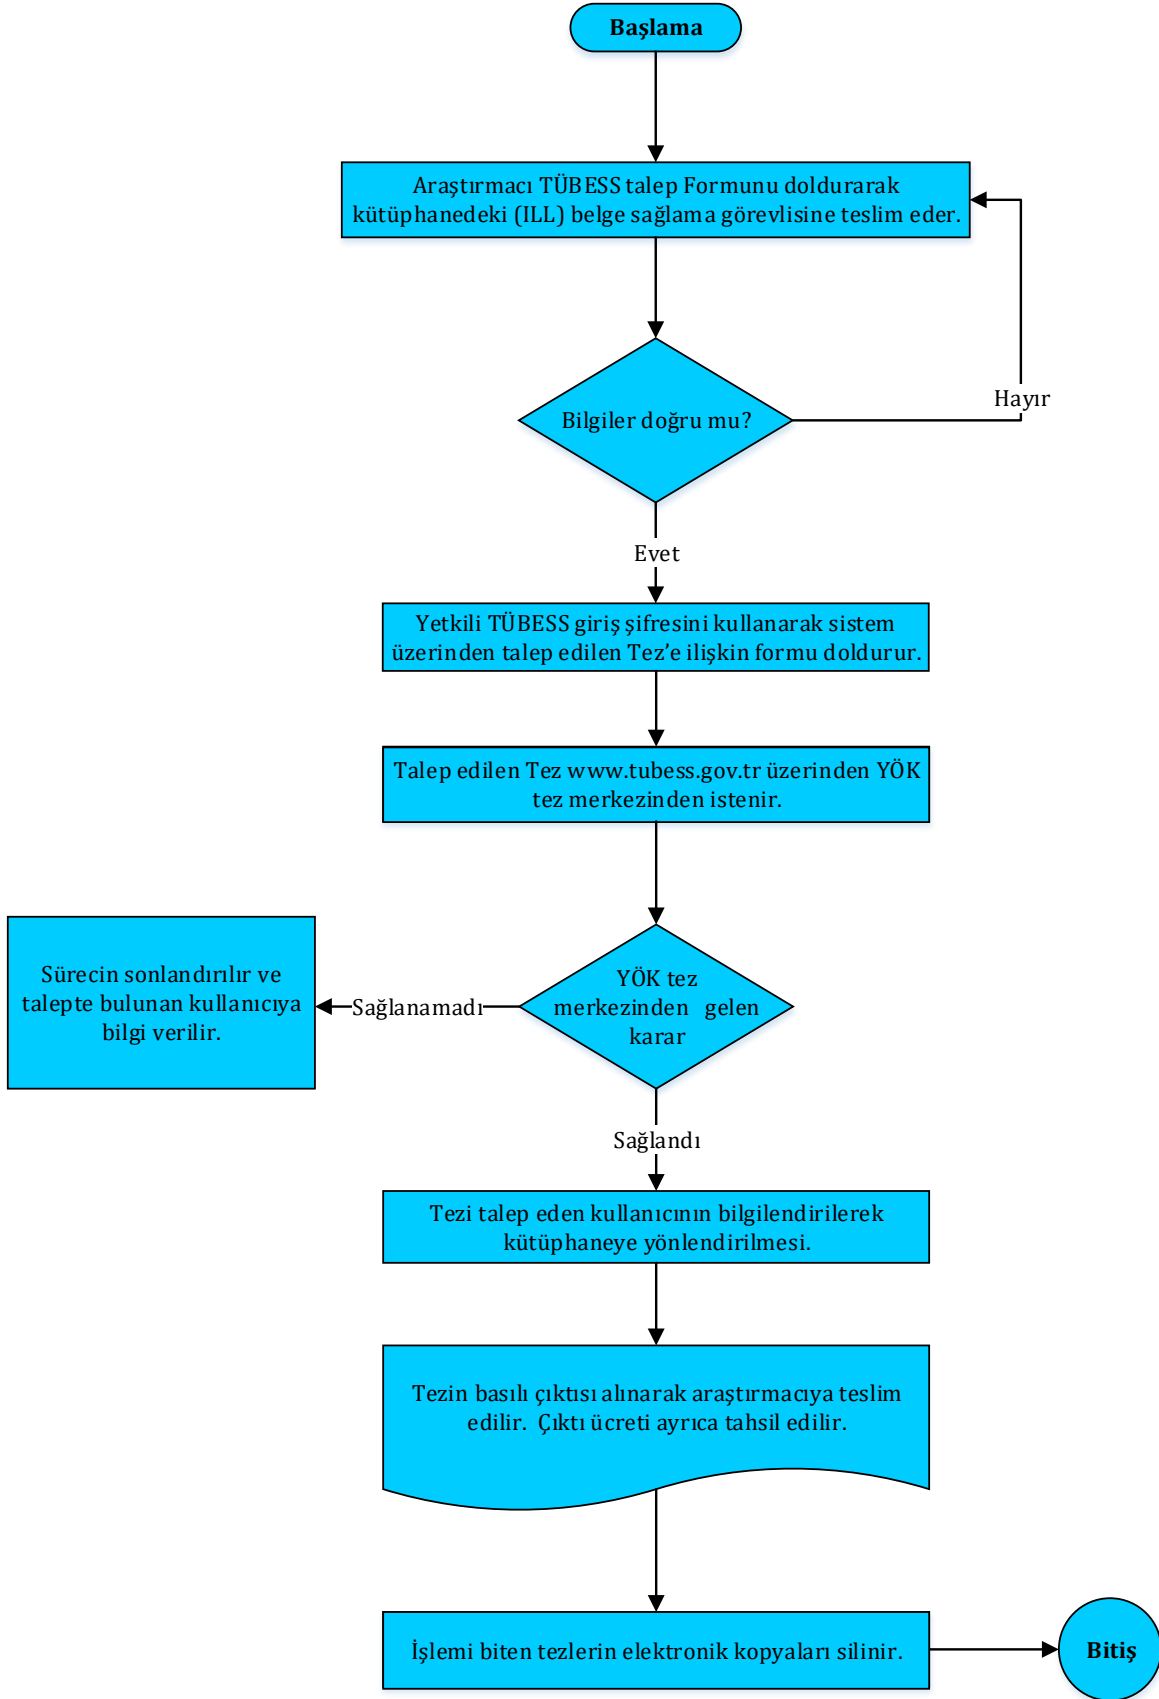 Başlama
Araştırmacı TÜBESS talep Formunu doldurarak
kütüphanedeki (ILL) belge sağlama görevlisine teslim eder.
Bilgiler doğru mu?
Hayır
Evet
Yetkili TÜBESS giriş şifresini kullanarak sistem
üzerinden talep edilen Tez’e ilişkin formu doldurur.
Talep edilen Tez www.tubess.gov.tr üzerinden YÖK
tez merkezinden istenir.
YÖK tez
merkezinden gelen
karar
Sağlanamadı
Sürecin sonlandırılır ve
talepte bulunan kullanıcıya
bilgi verilir.
Sağlandı
Tezi talep eden kullanıcının bilgilendirilerek
kütüphaneye yönlendirilmesi.
Tezin basılı çıktısı alınarak araştırmacıya teslim
edilir. Çıktı ücreti ayrıca tahsil edilir.
İşlemi biten tezlerin elektronik kopyaları silinir.
Bitiş